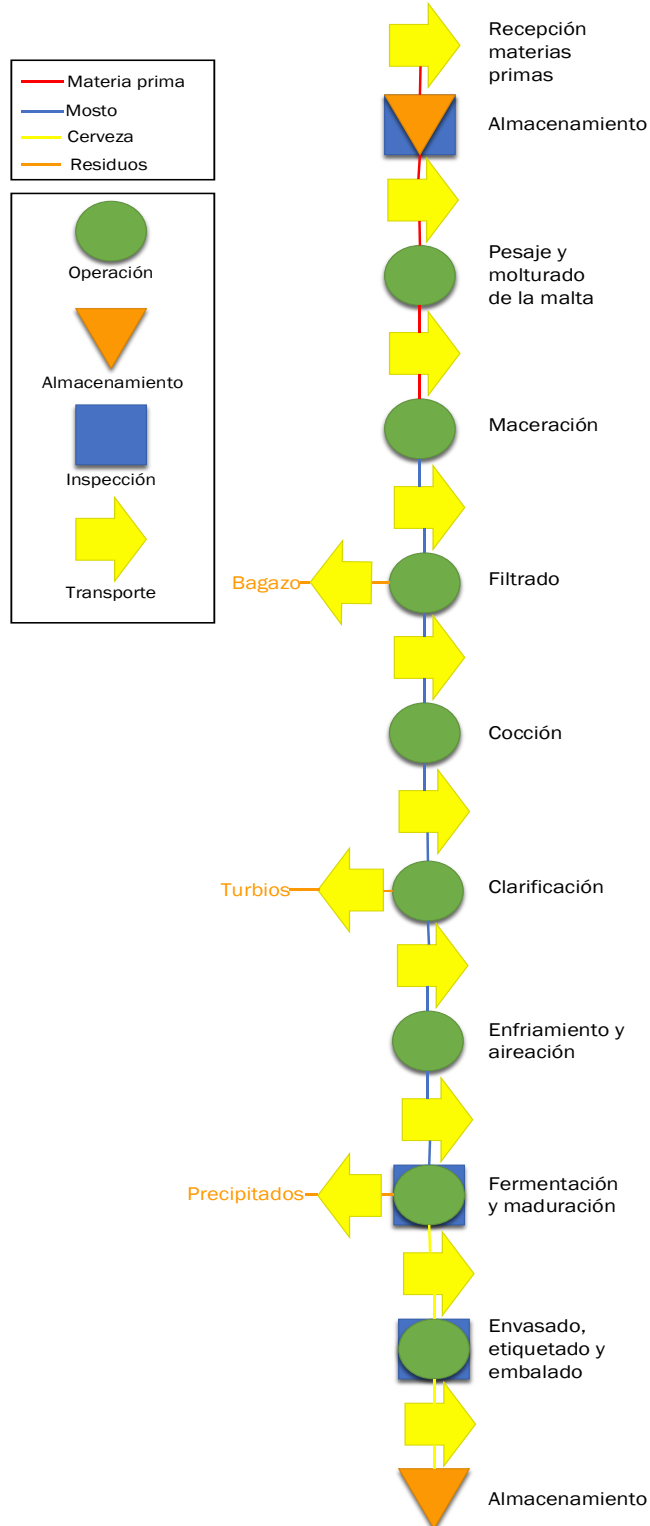 Recepción
materias
primas
Materia prima
Mosto
Cerveza
Residuos
Almacenamiento
Operación
Almacenamiento
Inspección
Transporte
Pesaje y
molturado
de la malta
Maceración
Bagazo
Filtrado
Cocción
Turbios
Clarificación
Enfriamiento y
aireación
Precipitados
Fermentación
y maduración
Envasado,
etiquetado y
embalado
Almacenamiento